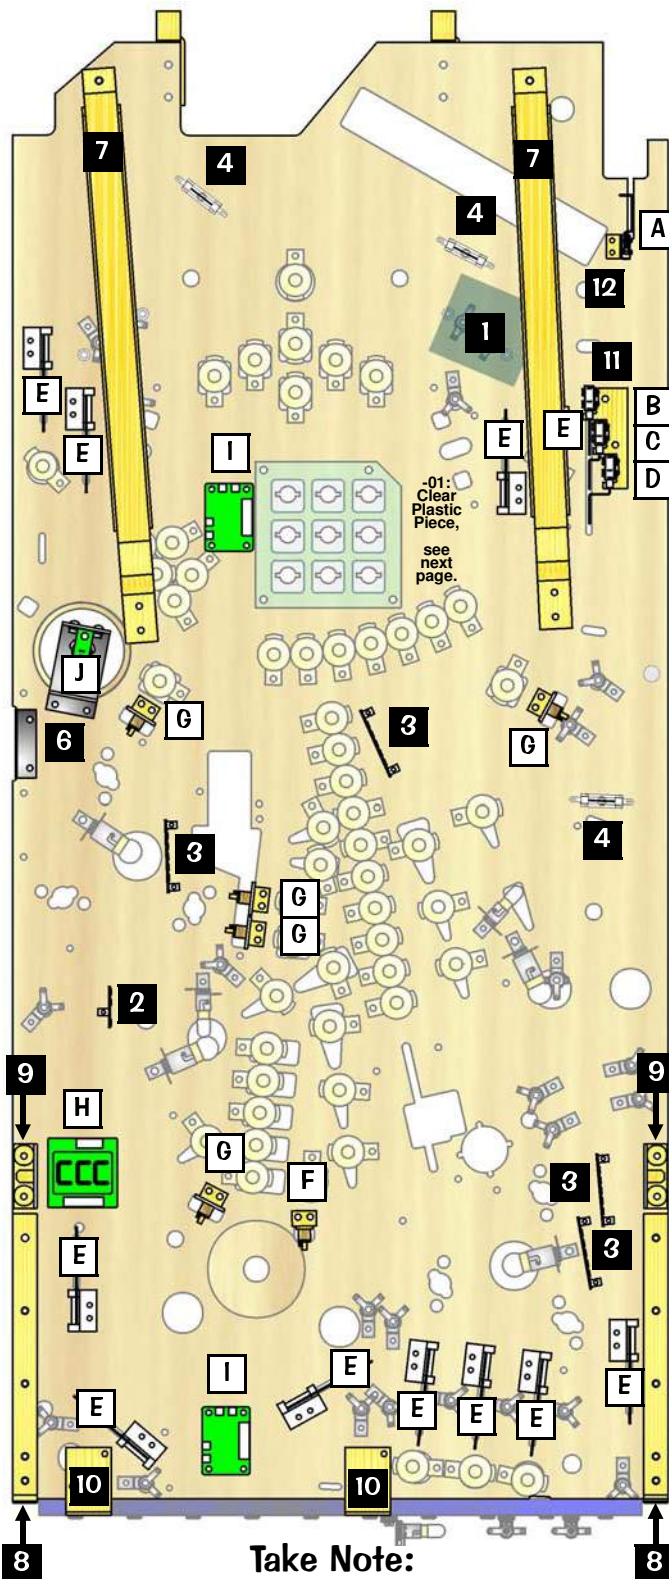 7
4
7
4
A
12
1
11
E
B
E
E
E
C
I
D
-01:
Clear
Plastic
Piece,
see
next
page.
J
G
3
6
G
4
3
G
G
2
9
9
H
CCC
G
F
3
3
E
I
E
E
E
E
E
E
E
10
10
8
Take Note:
8